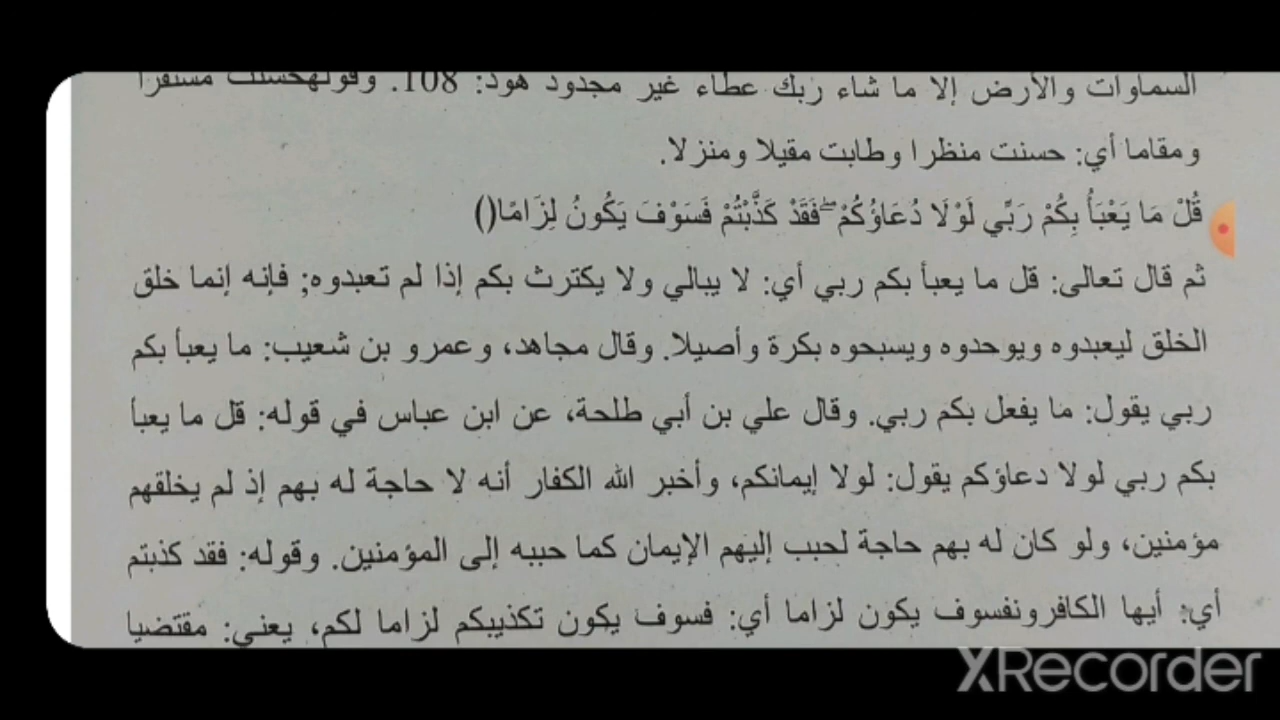 السماوات والأرض إلا ما شاء ربك عطاء غير مجذوذ هود: 108. وقولهحسنت مستقرا
ومقاما أي: حسنت منظرا وطابت مقيلا ومنزلا.
قُلْ مَا يَعْبَأُ بِكُمْ رَبِّي لَوْلَا دُعَاؤُكُمْ ۖ فَقَدْ كَذَّبْتُمْ فَسَوْفَ يَكُونُ لِزَامًا()
ثم قال تعالى: قل ما يعبأ بكم ربي أي: لا يبالي ولا يكترث بكم إذا لم تعبدوه; فإنه إنما خلق
الخلق ليعبدوه ويوحدوه ويسبحوه بكرة وأصيلا. وقال مجاهد، وعمرو بن شعيب: ما يعبأ بكم
ربي يقول: ما يفعل بكم ربي. وقال علي بن أبي طلحة، عن ابن عباس في قوله: قل ما يعبأ
بكم ربي لولا دعاؤكم يقول: لولا إيمانكم، وأخبر الله الكفار أنه لا حاجة له بهم إذ لم يخلقهم
مؤمنين، ولو كان له بهم حاجة لحبب إليهم الإيمان كما حببه إلى المؤمنين. وقوله: فقد كذبتم
أي: أيها الكافرونفسوف يكون لزاما أي: فسوف يكون تكذيبكم لزاما لكم، يعني: مقتضيا
XRecorder